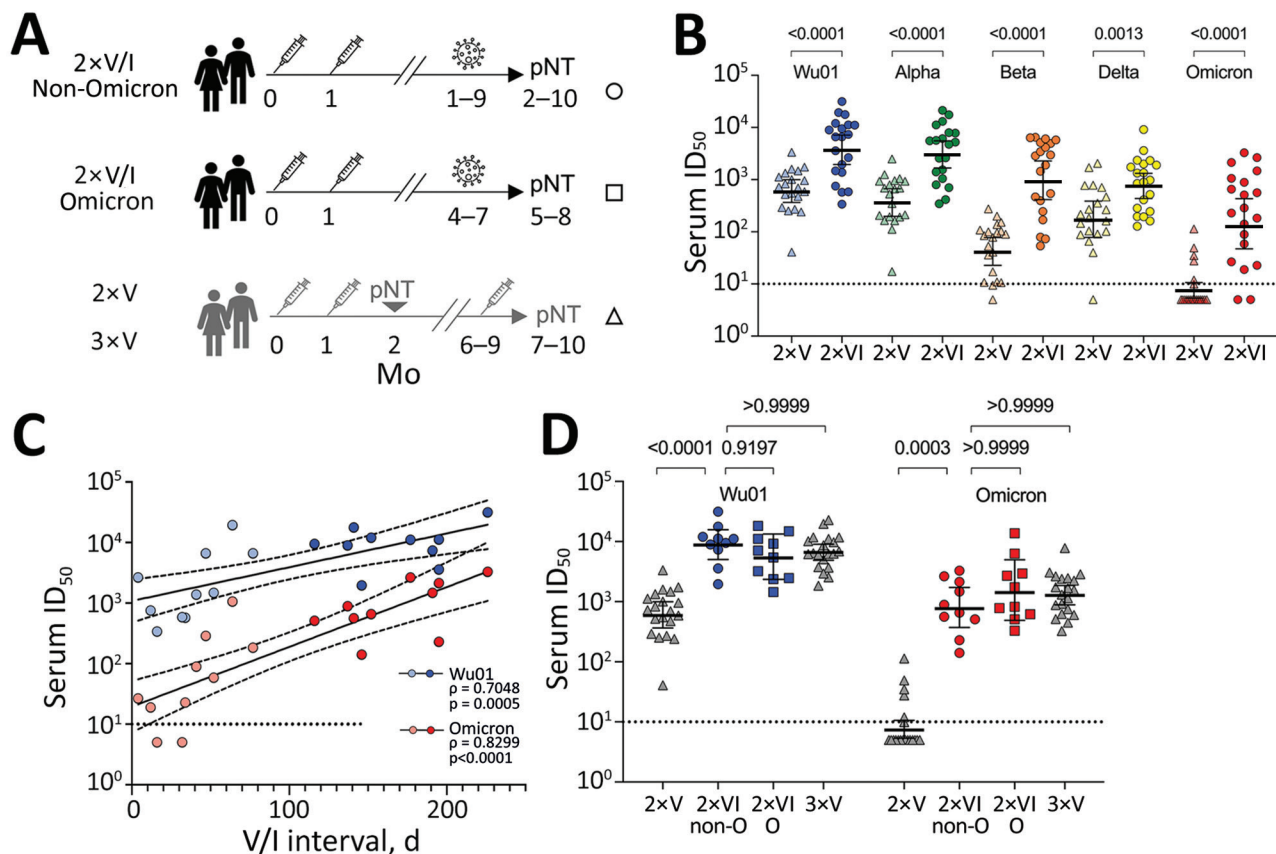 A
2×V/I
Non-Omicron
0 1 1–9 pNT 2–10
2×V/I
Omicron
0 1 4–7 pNT 5–8
2×V
3×V
pNT
0 1 2 6–9 pNT 7–10
Mo
B
<0.0001 <0.0001 <0.0001 0.0013 <0.0001
Wu01 Alpha Beta Delta Omicron
Serum ID50
10^5
10^4
10^3
10^2
10^1
10^0
2×V 2×VI 2×V 2×VI 2×V 2×VI 2×V 2×VI 2×V 2×VI
C
Serum ID50
10^5
10^4
10^3
10^2
10^1
10^0
Wu01
ρ = 0.7048
p = 0.0005
Omicron
ρ = 0.8299
p<0.0001
0 100 200
V/I interval, d
D
>0.9999 >0.9999
<0.0001 0.9197 0.0003 >0.9999
Wu01 Omicron
Serum ID50
10^5
10^4
10^3
10^2
10^1
10^0
2×V 2×VI 2×VI 3×V 2×V 2×VI 2×VI 3×V
non-O O non-O O